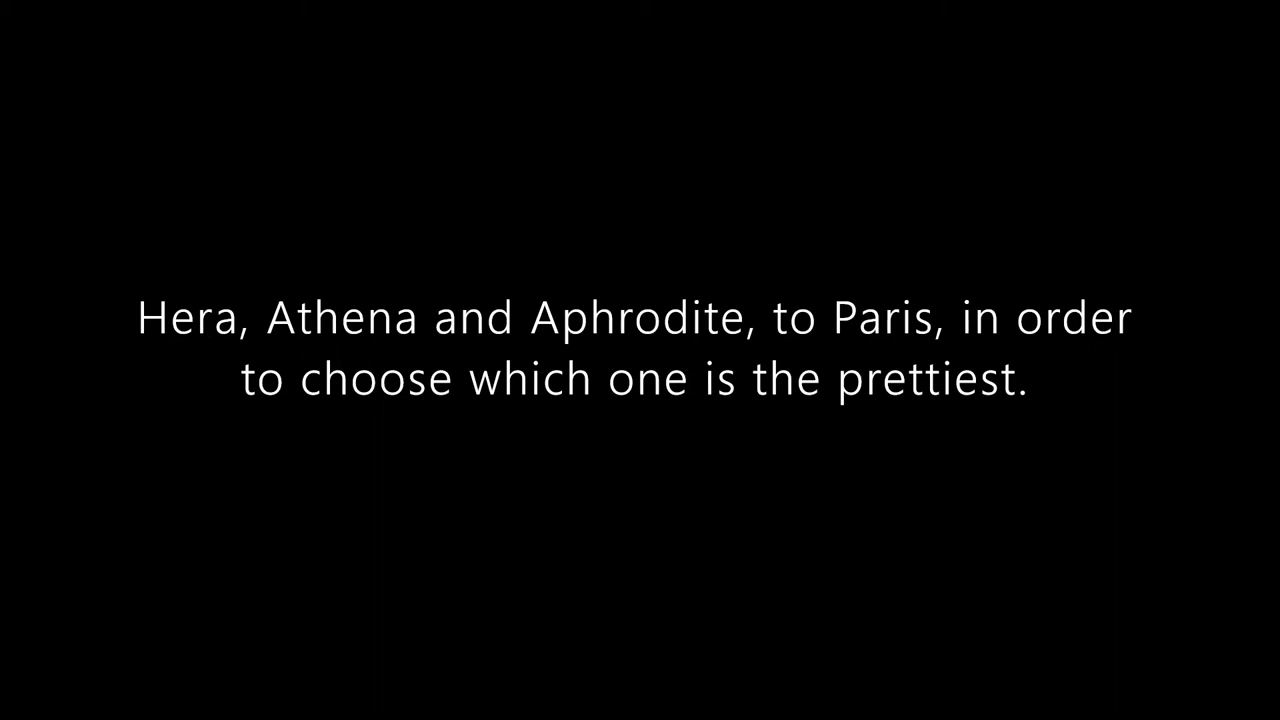 Hera, Athena and Aphrodite, to Paris, in order
to choose which one is the prettiest.